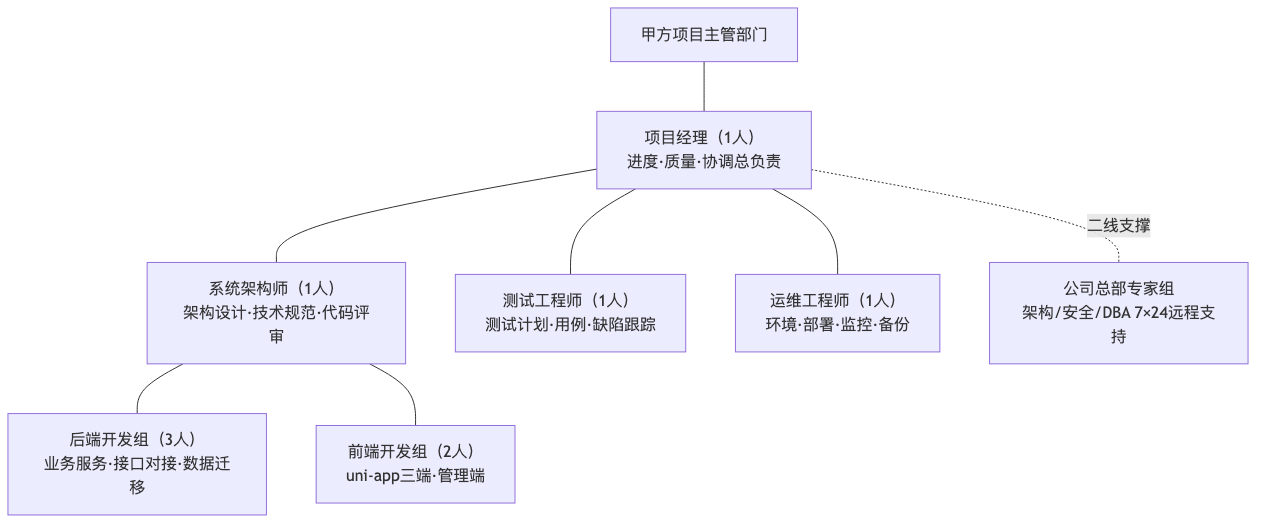 甲方项目主管部门
项目经理（1人）
进度·质量·协调总负责
二线支撑
系统架构师（1人）
架构设计·技术规范·代码评
审
测试工程师（1人）
测试计划·用例·缺陷跟踪
运维工程师（1人）
环境·部署·监控·备份
公司总部专家组
架构/安全/DBA 7×24远程支
持
后端开发组（3人）
业务服务·接口对接·数据迁
移
前端开发组（2人）
uni-app三端·管理端